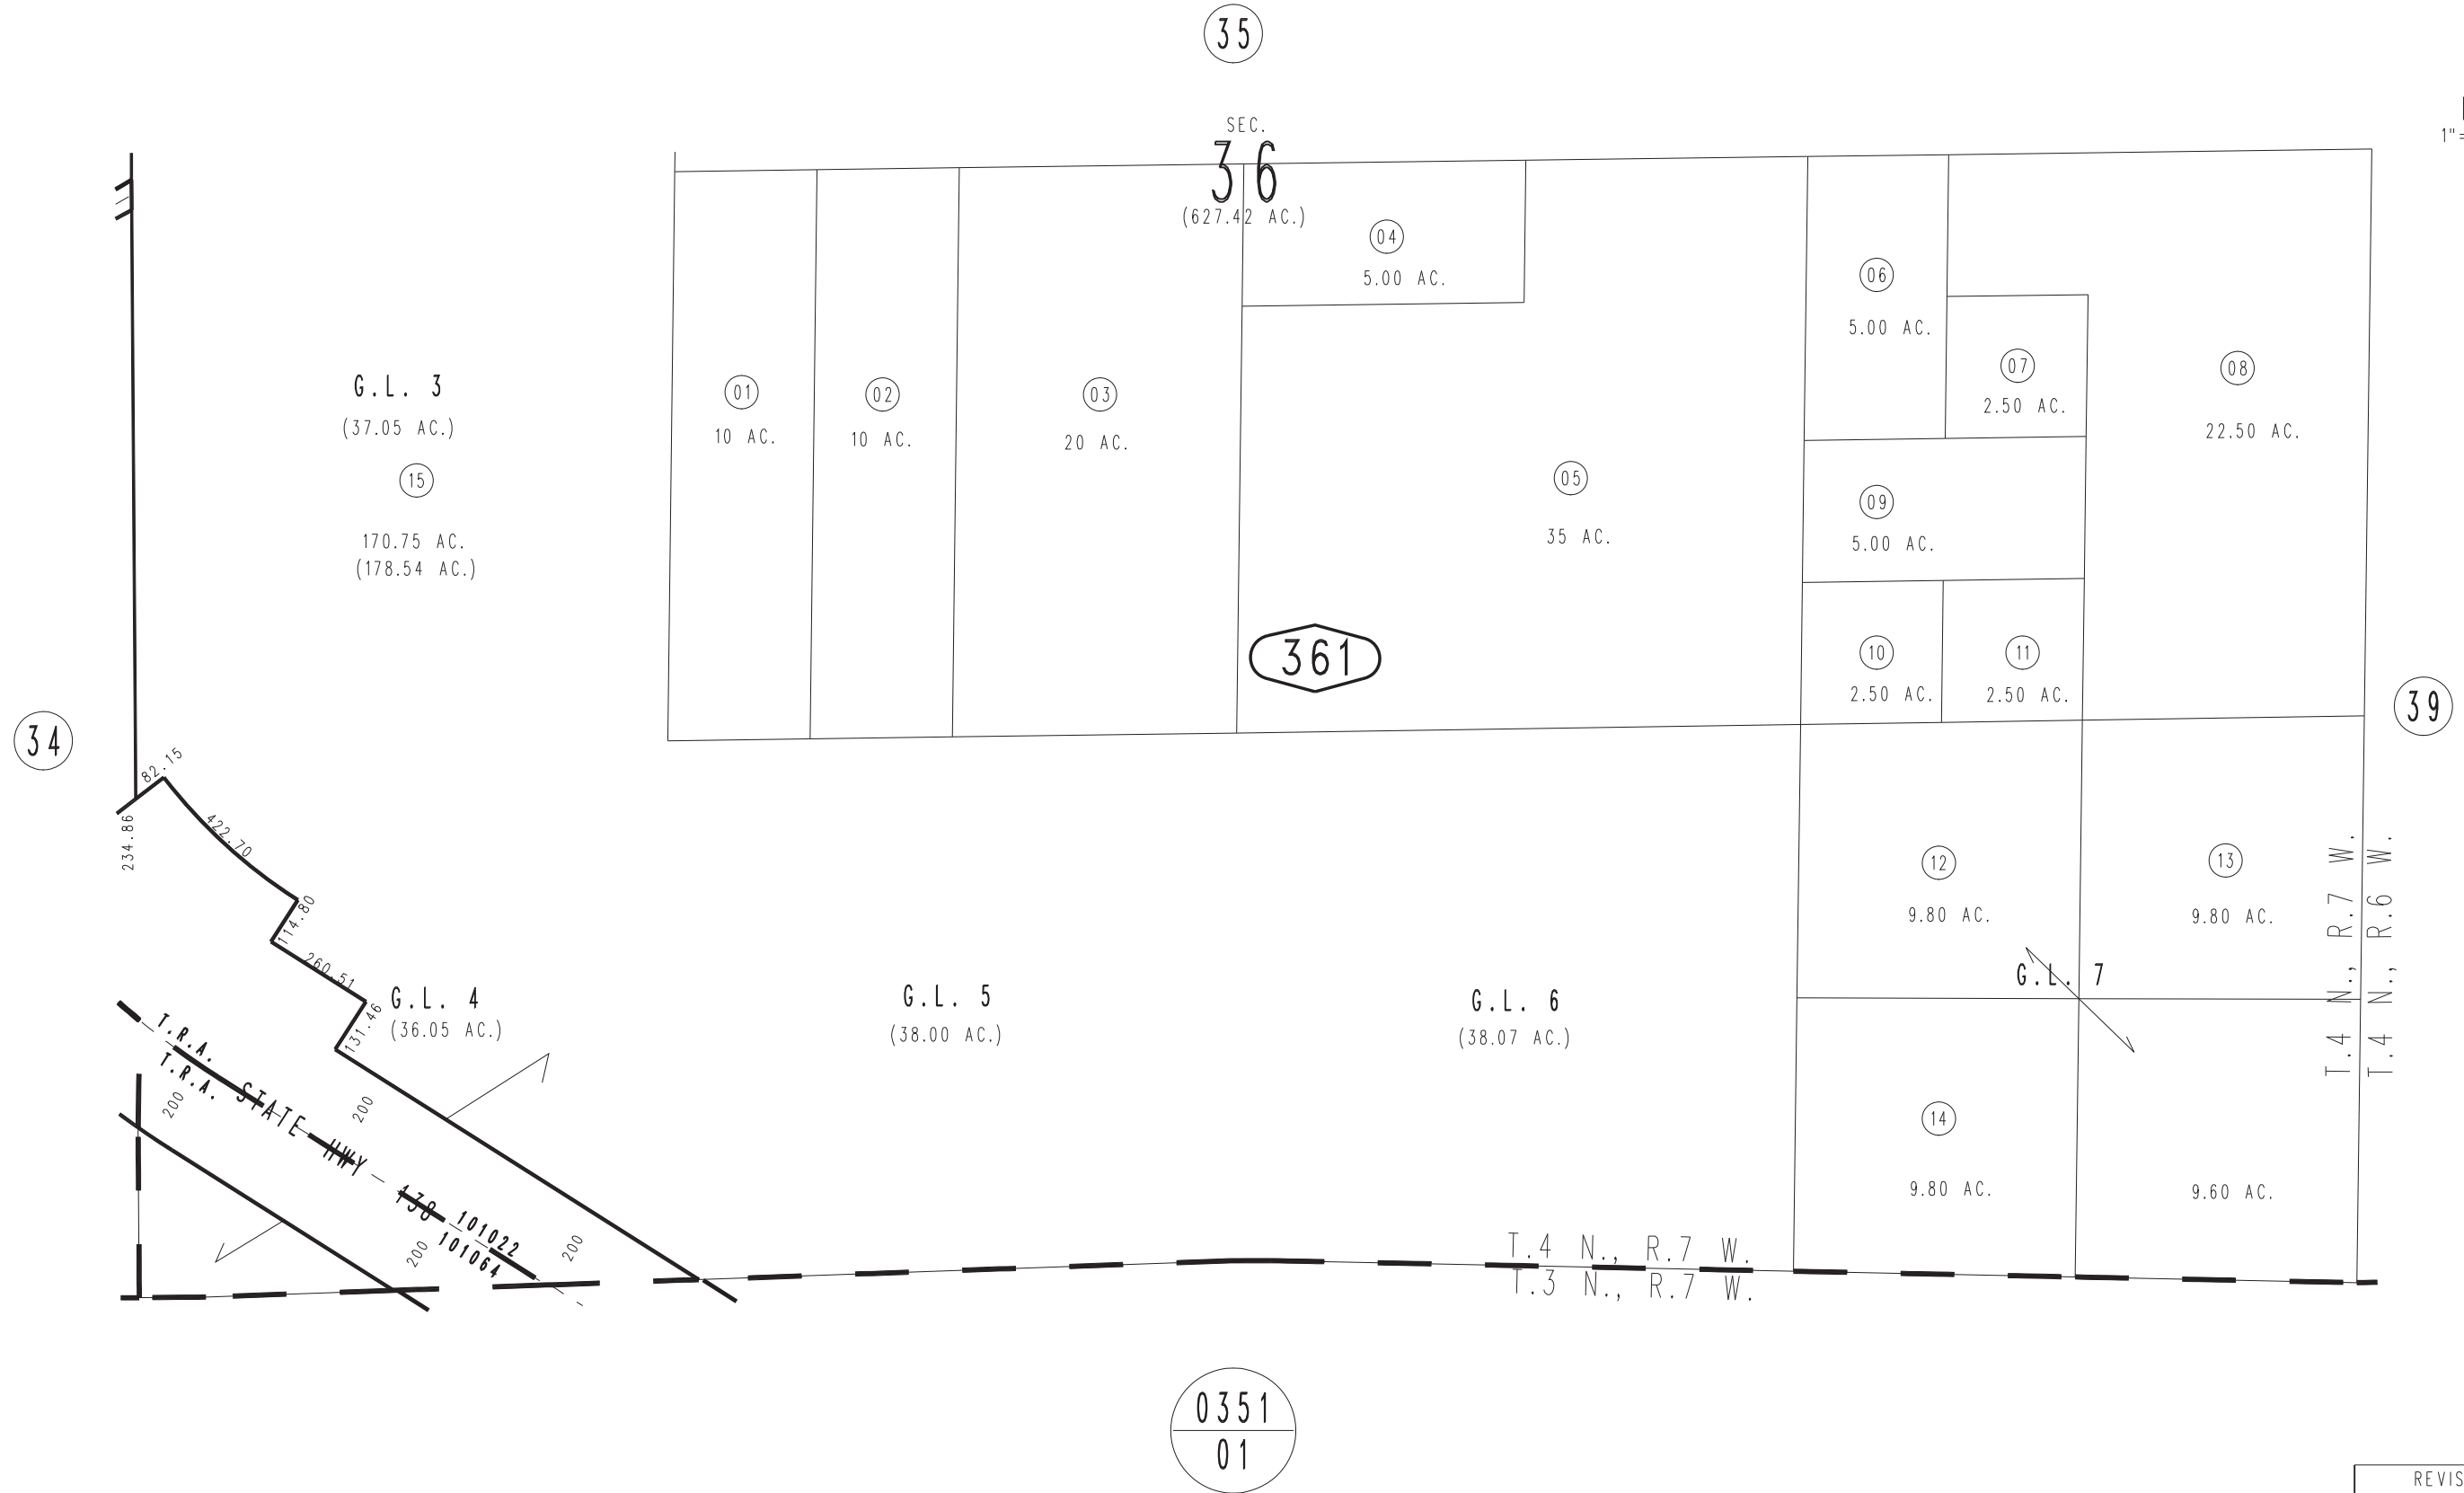 35
SEC.
36
(627.42 AC.)
1"=
04
5.00 AC.
06
5.00 AC.
07
2.50 AC.
08
22.50 AC.
G.L. 3
(37.05 AC.)
15
170.75 AC.
(178.54 AC.)
01
10 AC.
02
10 AC.
03
20 AC.
05
35 AC.
09
5.00 AC.
361
10
2.50 AC.
11
2.50 AC.
34
39
82.15
234.86
422.70
114.80
260.51
131.46
12
9.80 AC.
13
9.80 AC.
G.L. 4
(36.05 AC.)
G.L. 5
(38.00 AC.)
G.L. 6
(38.07 AC.)
G.L. 7
T.4 N., R.7 W.
T.4 N., R.6 W.
T.R.A.
T.R.A.
STATE HWY 138
101022
101064
200
200
200
200
14
9.80 AC.
9.60 AC.
T.4 N., R.7 W.
T.3 N., R.7 W.
0351
01
REVIS